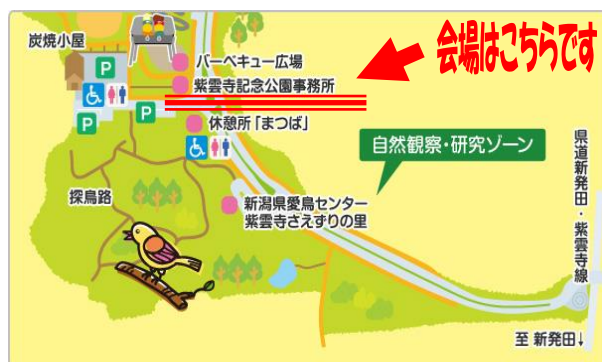 会場はこちらです
炭焼小屋
バーベキュー広場
紫雲寺記念公園事務所
P
P
P
休憩所「まつば」
自然観察・研究ゾーン
県道新発田・紫雲寺線
探鳥路
新潟県愛鳥センター
紫雲寺さえずりの里
至 新発田↓